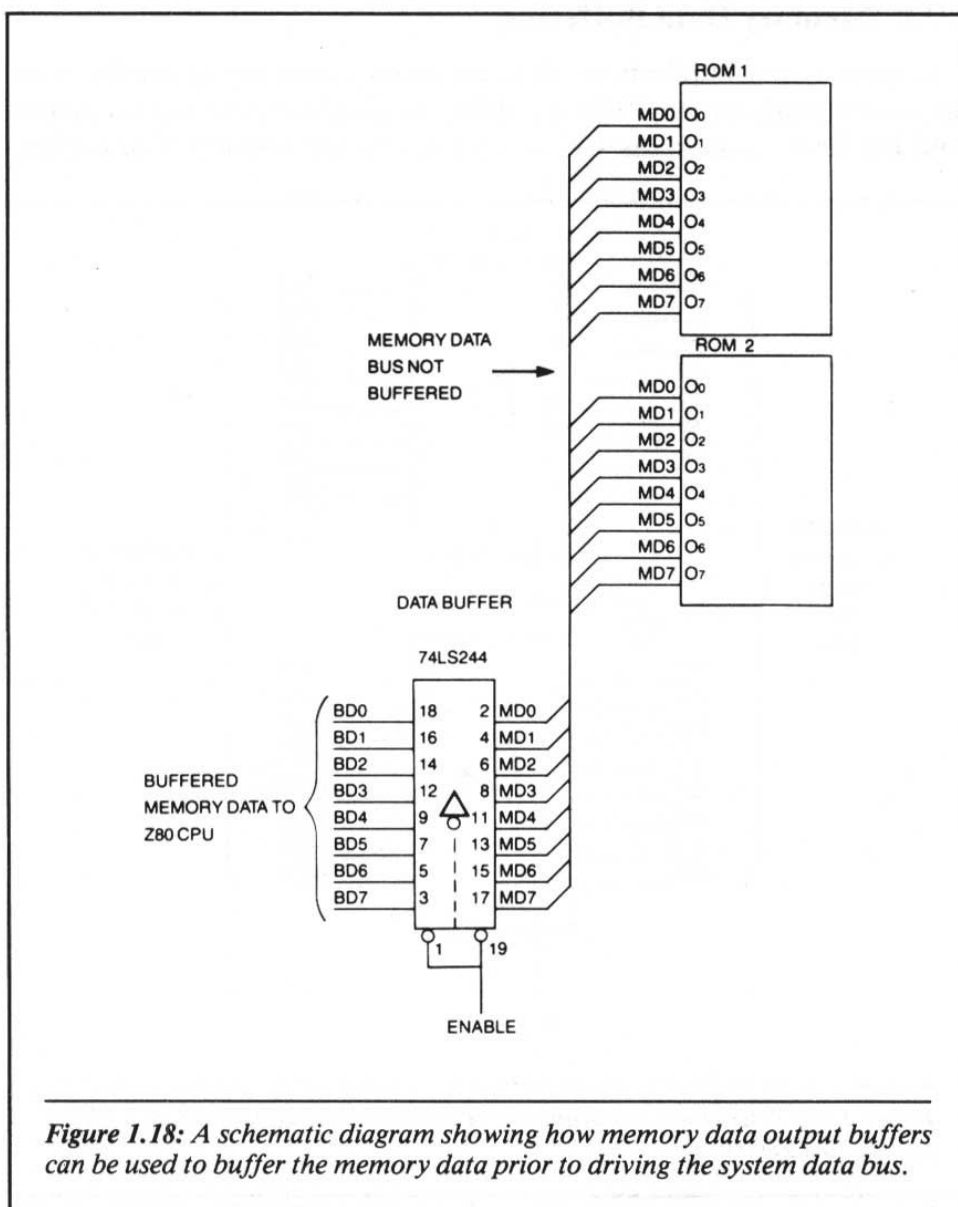 ROM 1
MD0 O0
MD1 O1
MD2 O2
MD3 O3
MD4 O4
MD5 O5
MD6 O6
MD7 O7
MEMORY DATA
BUS NOT
BUFFERED
ROM 2
MD0 O0
MD1 O1
MD2 O2
MD3 O3
MD4 O4
MD5 O5
MD6 O6
MD7 O7
DATA BUFFER
74LS244
BD0 18 2 MD0
BD1 16 4 MD1
BD2 14 6 MD2
BD3 12 8 MD3
BD4 9 11 MD4
BD5 7 13 MD5
BD6 5 15 MD6
BD7 3 17 MD7
BUFFERED
MEMORY DATA TO
Z80 CPU
1 19
ENABLE
Figure 1.18: A schematic diagram showing how memory data output buffers
can be used to buffer the memory data prior to driving the system data bus.